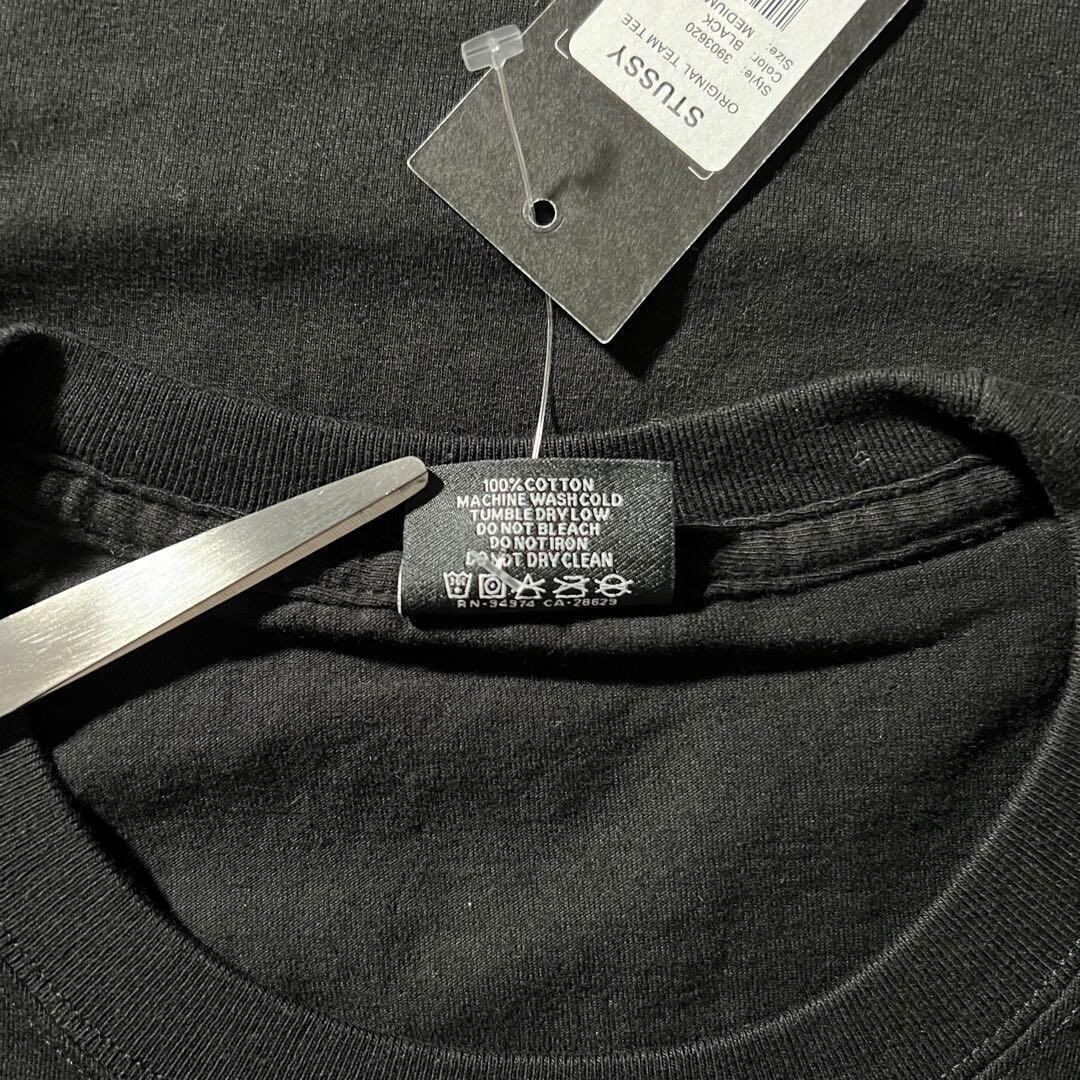 STUSSY
ORIGINAL TEAM TEE
Style: 3903620
Color: BLACK
Size: MEDIUM
100% COTTON
MACHINE WASH COLD
TUMBLE DRY LOW
DO NOT BLEACH
DO NOT IRON
DO NOT DRY CLEAN
RN-94974 CA-28629